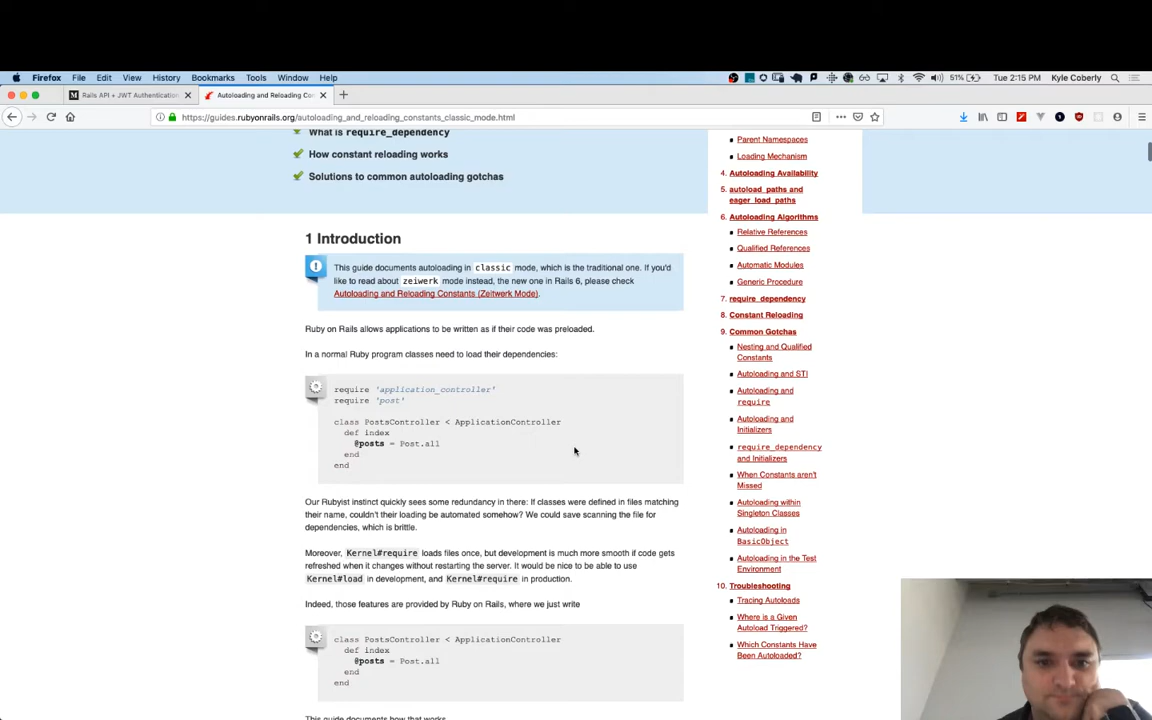 Firefox File Edit View History Bookmarks Tools Window Help 51% Tue 2:15 PM Kyle Coberly
Rails API + JWT Authentication × Autoloading and Reloading Co × +
https://guides.rubyonrails.org/autoloading_and_reloading_constants_classic_mode.html
What is require_dependency
How constant reloading works
Solutions to common autoloading gotchas
1 Introduction
This guide documents autoloading in classic mode, which is the traditional one. If you'd
like to read about zeiwerk mode instead, the new one in Rails 6, please check
Autoloading and Reloading Constants (Zeitwerk Mode).
Ruby on Rails allows applications to be written as if their code was preloaded.
In a normal Ruby program classes need to load their dependencies:
require 'application_controller'
require 'post'
class PostsController < ApplicationController
def index
@posts = Post.all
end
end
Our Rubyist instinct quickly sees some redundancy in there: If classes were defined in files matching
their name, couldn't their loading be automated somehow? We could save scanning the file for
dependencies, which is brittle.
Moreover, Kernel#require loads files once, but development is much more smooth if code gets
refreshed when it changes without restarting the server. It would be nice to be able to use
Kernel#load in development, and Kernel#require in production.
Indeed, those features are provided by Ruby on Rails, where we just write
class PostsController < ApplicationController
def index
@posts = Post.all
end
end
This guide documents how that works.
Parent Namespaces
Loading Mechanism
4. Autoloading Availability
5. autoload_paths and
eager_load_paths
6. Autoloading Algorithms
Relative References
Qualified References
Automatic Modules
Generic Procedure
7. require_dependency
8. Constant Reloading
9. Common Gotchas
Nesting and Qualified
Constants
Autoloading and STI
Autoloading and
require
Autoloading and
Initializers
require_dependency
and Initializers
When Constants aren't
Missed
Autoloading within
Singleton Classes
Autoloading in
BasicObject
Autoloading in the Test
Environment
10. Troubleshooting
Tracing Autoloads
Where is a Given
Autoload Triggered?
Which Constants Have
Been Autoloaded?